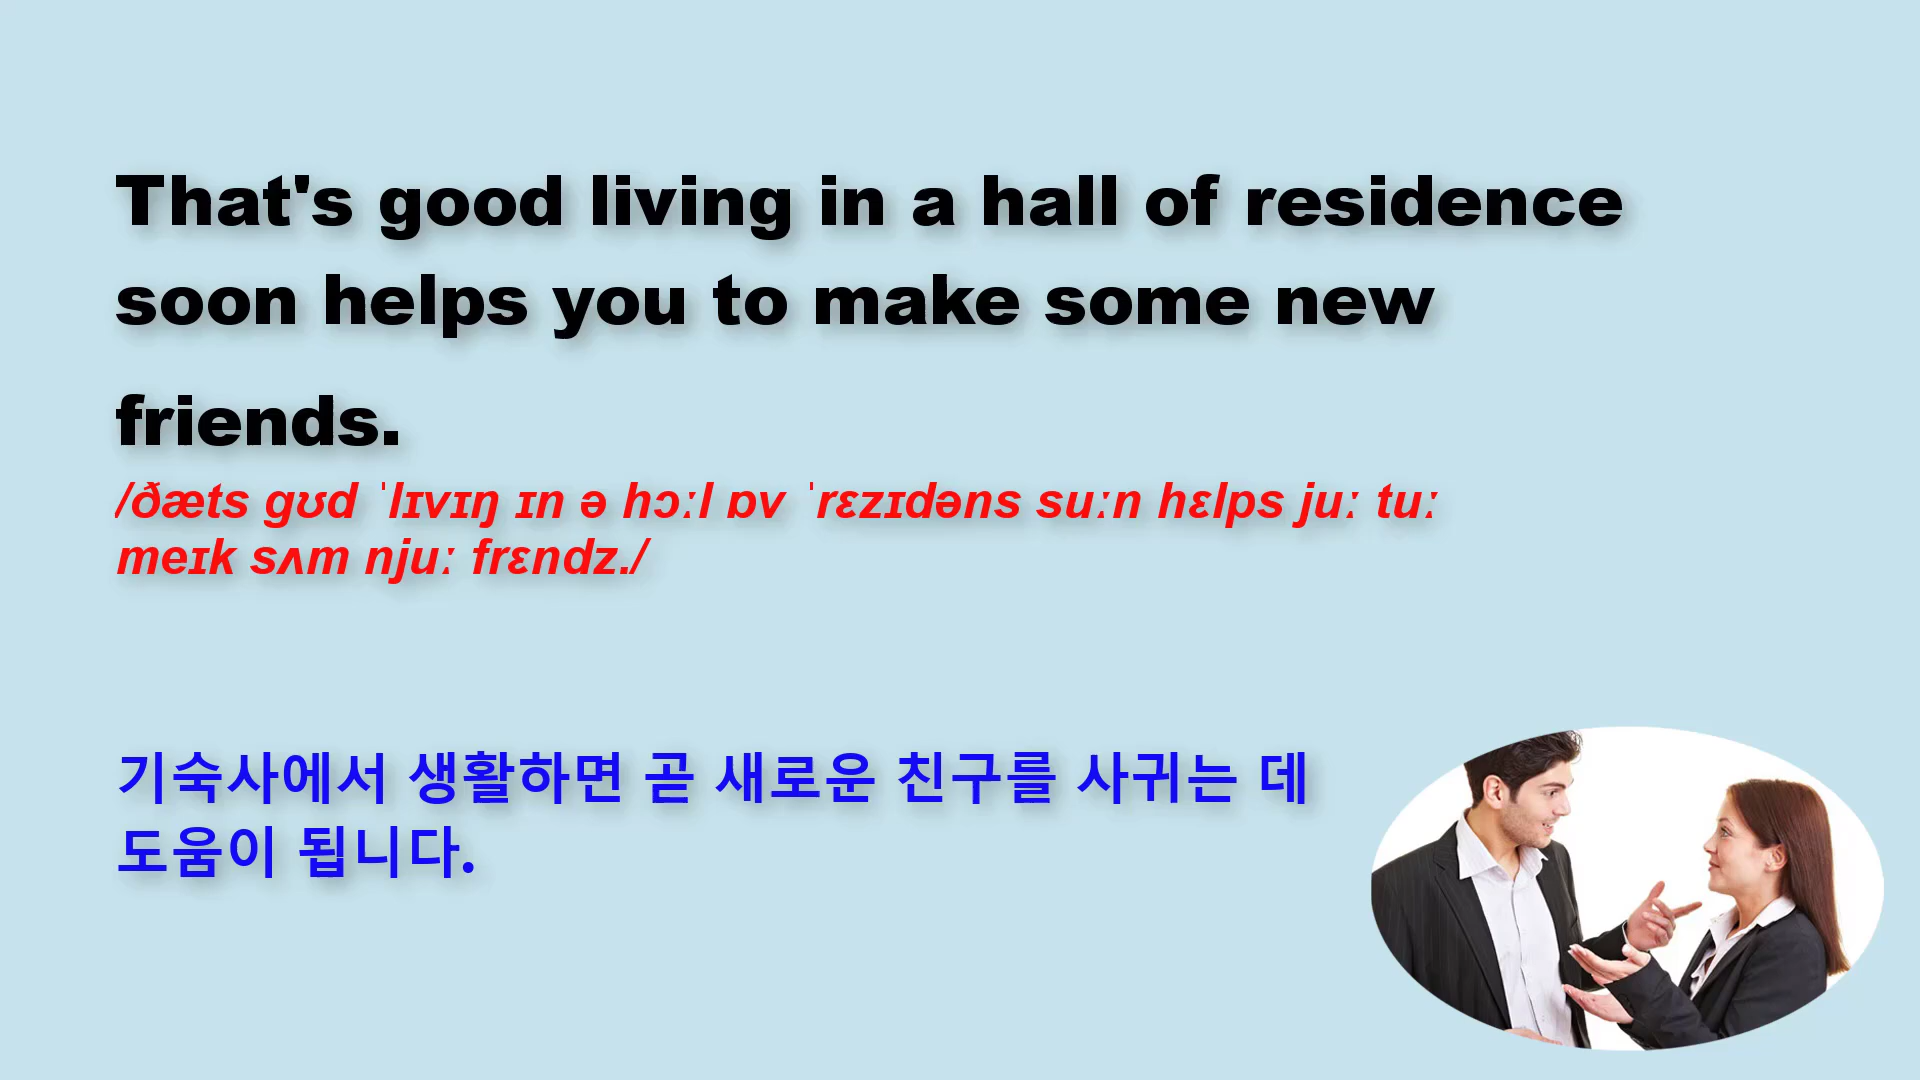 That's good living in a hall of residence
soon helps you to make some new
friends.
/ðæts gʊd ˈlɪvɪŋ ɪn ə hɔːl ɒv ˈrɛzɪdəns suːn hɛlps juː tuː
meɪk sʌm njuː frɛndz./
기숙사에서 생활하면 곧 새로운 친구를 사귀는 데
도움이 됩니다.